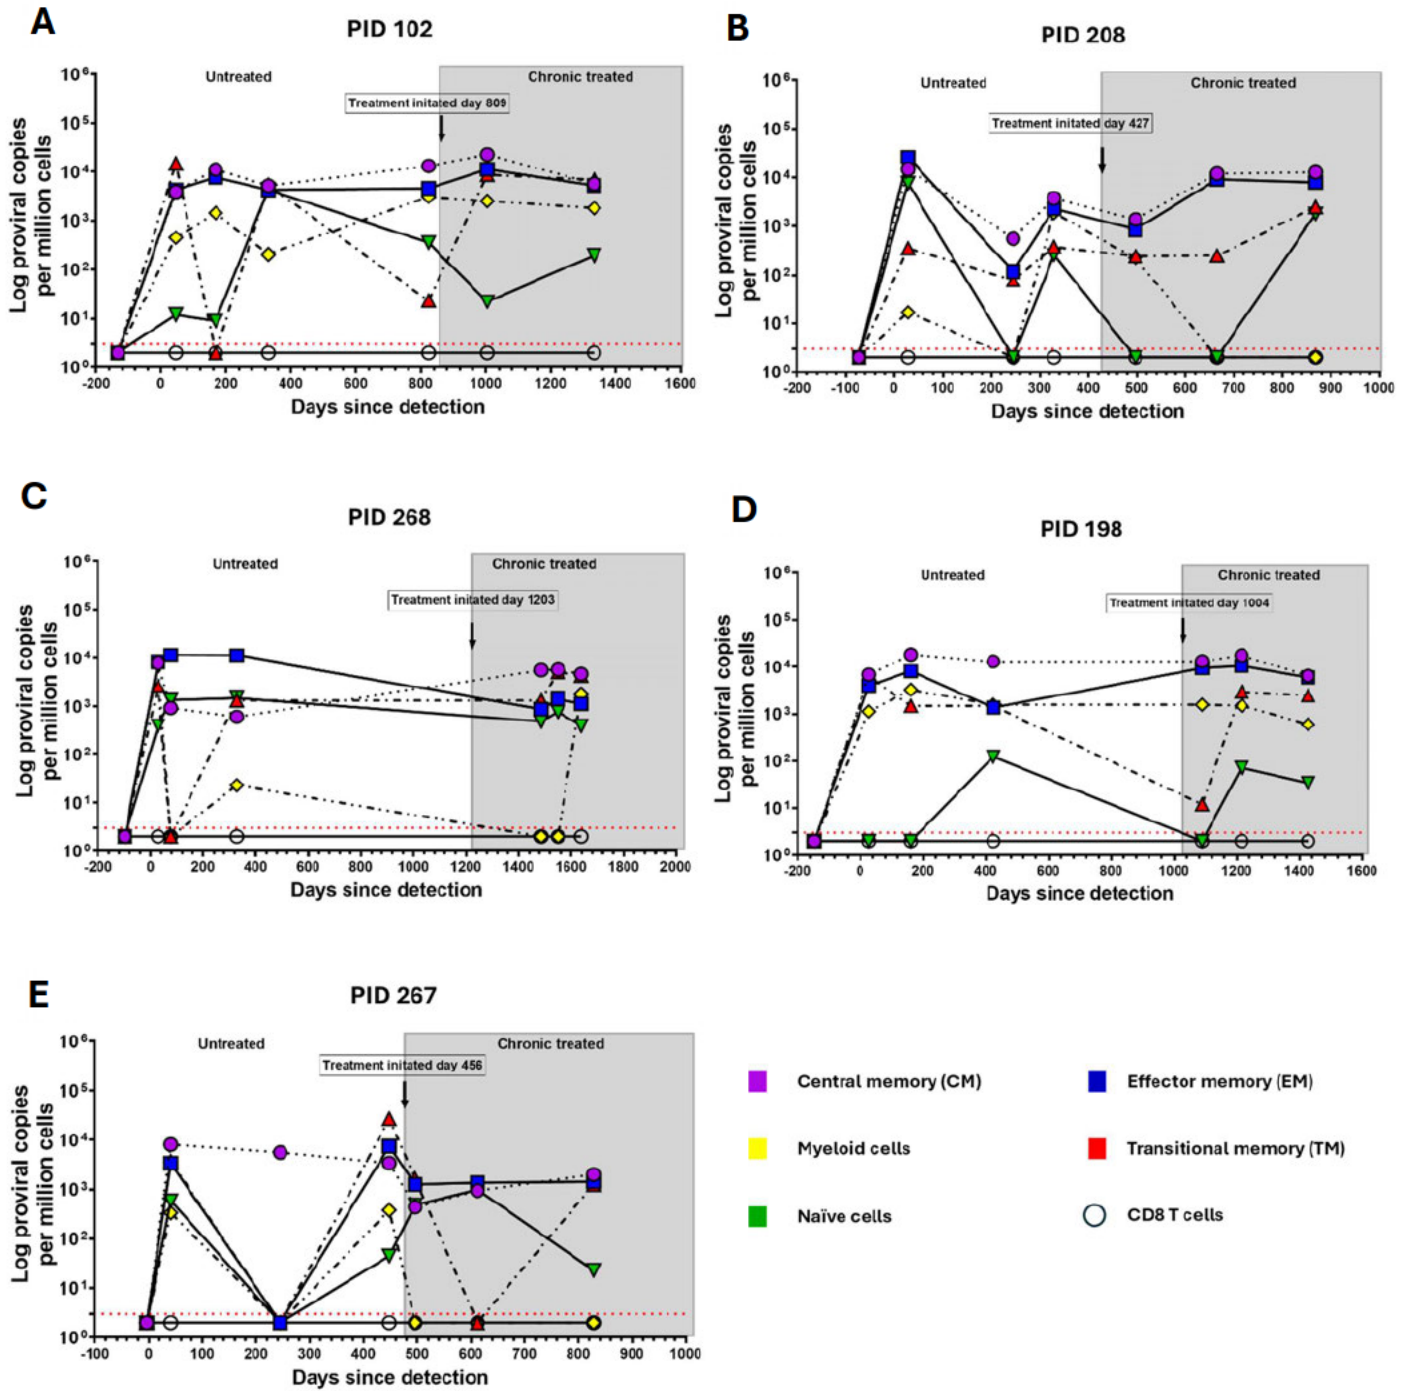 A
PID 102
Untreated
Chronic treated
Treatment initated day 809
Log proviral copies
per million cells
10⁶
10⁵
10⁴
10³
10²
10¹
10⁰
-200 0 200 400 600 800 1000 1200 1400 1600
Days since detection
B
PID 208
Untreated
Chronic treated
Treatment initated day 427
Log proviral copies
per million cells
10⁶
10⁵
10⁴
10³
10²
10¹
10⁰
-200 -100 0 100 200 300 400 500 600 700 800 900 1000
Days since detection
C
PID 268
Untreated
Chronic treated
Treatment initated day 1203
Log proviral copies
per million cells
10⁶
10⁵
10⁴
10³
10²
10¹
10⁰
-200 0 200 400 600 800 1000 1200 1400 1600 1800 2000
Days since detection
D
PID 198
Untreated
Chronic treated
Treatment initated day 1004
Log proviral copies
per million cells
10⁶
10⁵
10⁴
10³
10²
10¹
10⁰
-200 0 200 400 600 800 1000 1200 1400 1600
Days since detection
E
PID 267
Untreated
Chronic treated
Treatment initated day 456
Log proviral copies
per million cells
10⁶
10⁵
10⁴
10³
10²
10¹
10⁰
-100 0 100 200 300 400 500 600 700 800 900 1000
Days since detection
Central memory (CM)
Effector memory (EM)
Myeloid cells
Transitional memory (TM)
Naïve cells
CD8 T cells